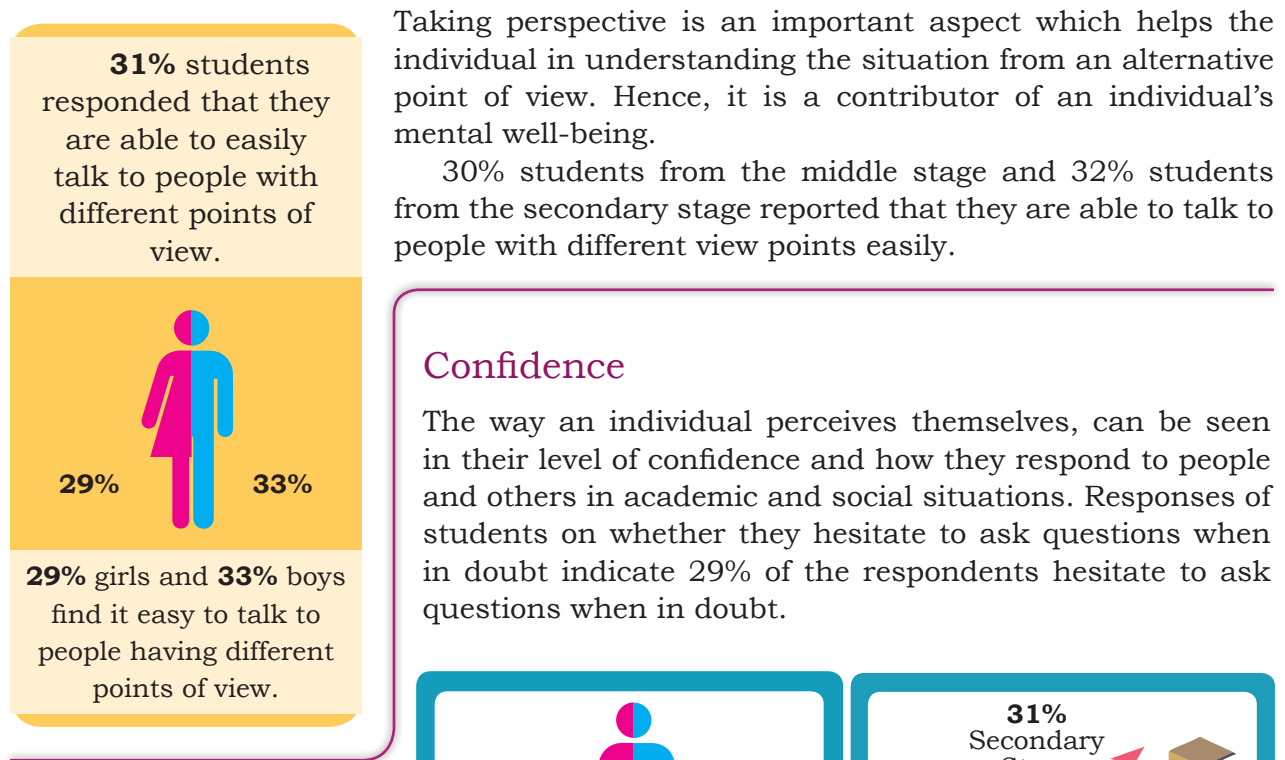 31% students
responded that they
are able to easily
talk to people with
different points of
view.
29%
33%
29% girls and 33% boys
find it easy to talk to
people having different
points of view.
Taking perspective is an important aspect which helps the
individual in understanding the situation from an alternative
point of view. Hence, it is a contributor of an individual's
mental well-being.
30% students from the middle stage and 32% students
from the secondary stage reported that they are able to talk to
people with different view points easily.
Confidence
The way an individual perceives themselves, can be seen
in their level of confidence and how they respond to people
and others in academic and social situations. Responses of
students on whether they hesitate to ask questions when
in doubt indicate 29% of the respondents hesitate to ask
questions when in doubt.
31%
Secondary